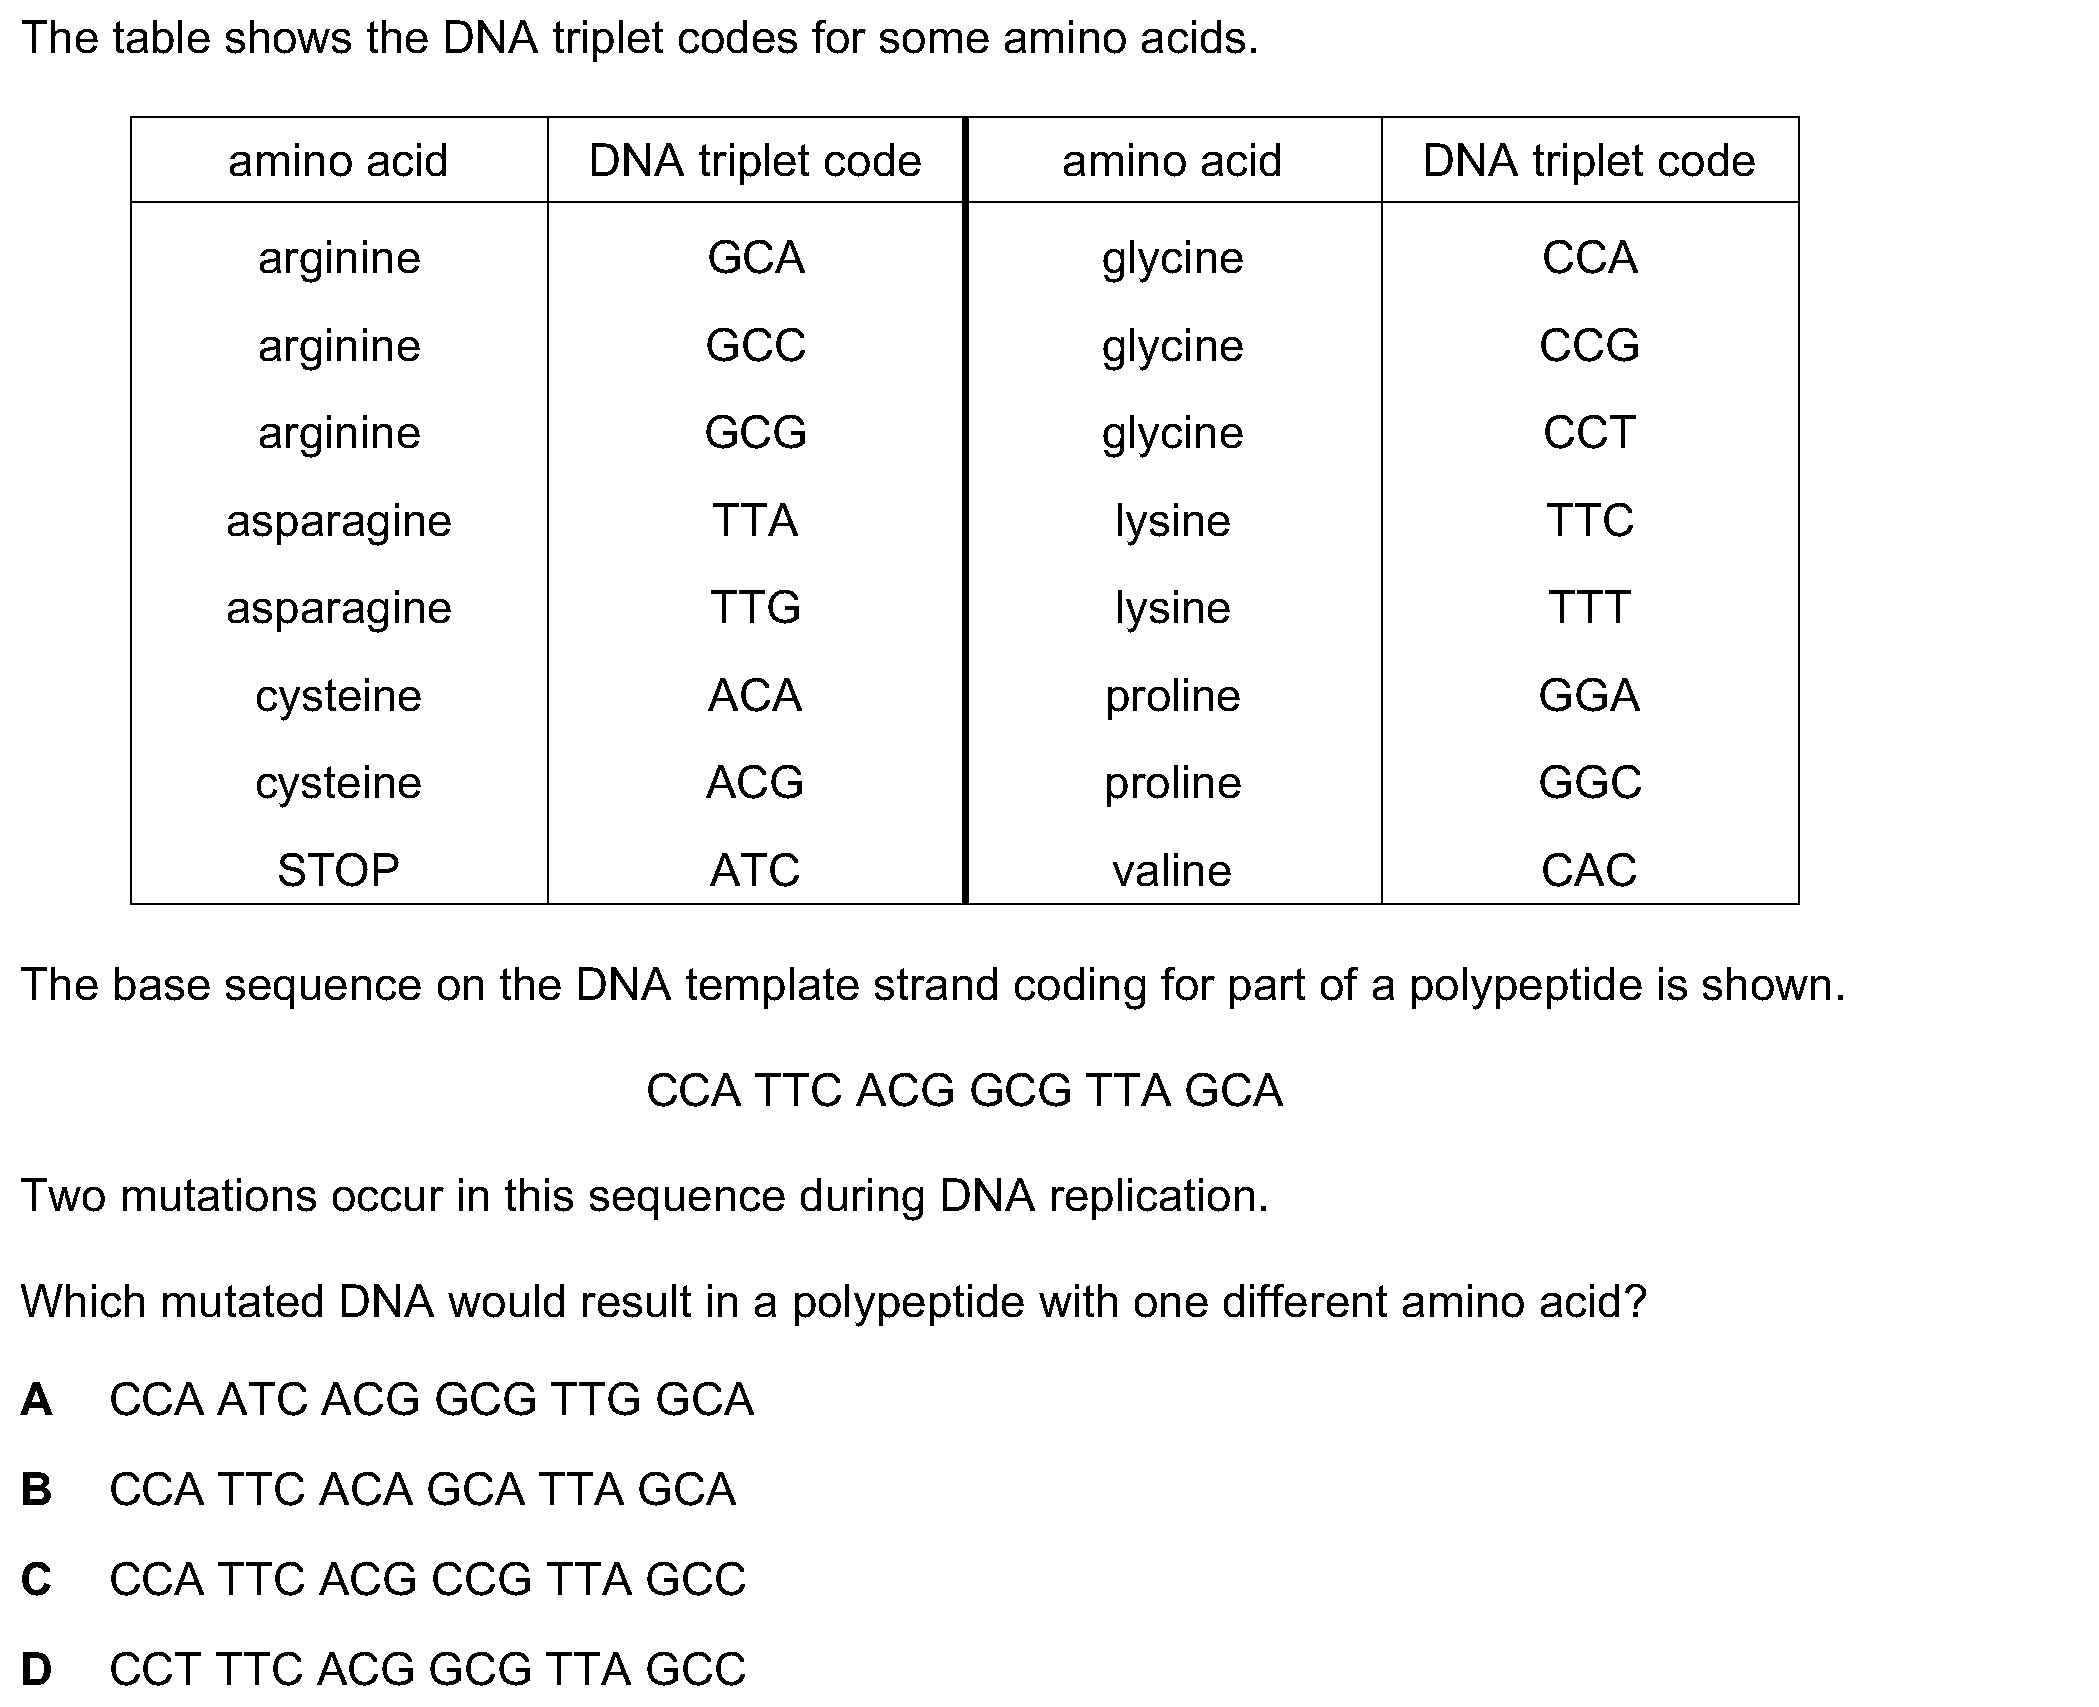 The table shows the DNA triplet codes for some amino acids.
amino acid DNA triplet code amino acid DNA triplet code
arginine GCA glycine CCA
arginine GCC glycine CCG
arginine GCG glycine CCT
asparagine TTA lysine TTC
asparagine TTG lysine TTT
cysteine ACA proline GGA
cysteine ACG proline GGC
STOP ATC valine CAC
The base sequence on the DNA template strand coding for part of a polypeptide is shown.
CCA TTC ACG GCG TTA GCA
Two mutations occur in this sequence during DNA replication.
Which mutated DNA would result in a polypeptide with one different amino acid?
A CCA ATC ACG GCG TTG GCA
B CCA TTC ACA GCA TTA GCA
C CCA TTC ACG CCG TTA GCC
D CCT TTC ACG GCG TTA GCC